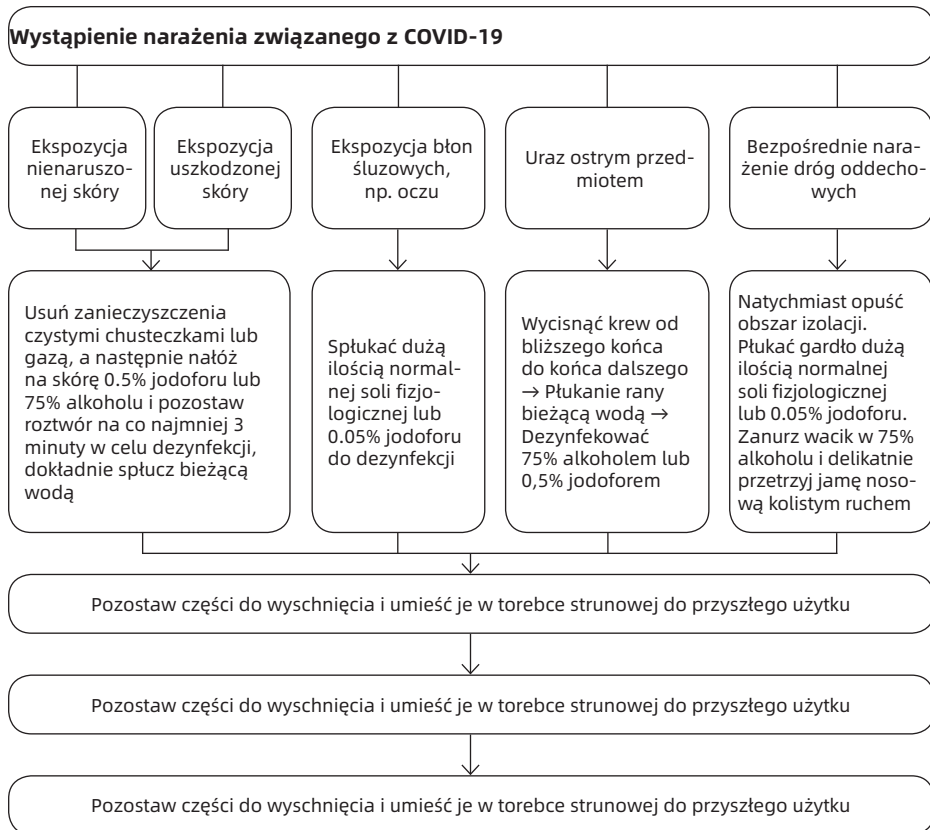 Wystąpienie narażenia związanego z COVID-19
Ekspozycja
nienaruszo-
nej skóry
Ekspozycja
uszkodzonej
skóry
Ekspozycja błon
śluzowych,
np. oczu
Uraz ostrym przed-
miotem
Bezpośrednie nara-
żenie dróg oddecho-
wych
Usuń zanieczyszczenia
czystymi chusteczkami lub
gazą, a następnie nałóż
na skórę 0.5% jodoforu lub
75% alkoholu i pozostaw
roztwór na co najmniej 3
minuty w celu dezynfekcji,
dokładnie spłucz bieżącą
wodą
Spłukać dużą
ilością normal-
nej soli fizjo-
logicznej lub
0.05% jodoforu
do dezynfekcji
Wycisnąć krew od
bliższego końca
do końca dalszego
→ Płukanie rany
bieżącą wodą →
Dezynfekować
75% alkoholem lub
0,5% jodoforem
Natychmiast opuść
obszar izolacji.
Płukać gardło dużą
ilością normalnej
soli fizjologicznej
lub 0.05% jodoforu.
Zanurz wacik w 75%
alkoholu i delikatnie
przetrzyj jamę noso-
wą kolistym ruchem
Pozostaw części do wyschnięcia i umieść je w torebce strunowej do przyszłego użytku
Pozostaw części do wyschnięcia i umieść je w torebce strunowej do przyszłego użytku
Pozostaw części do wyschnięcia i umieść je w torebce strunowej do przyszłego użytku